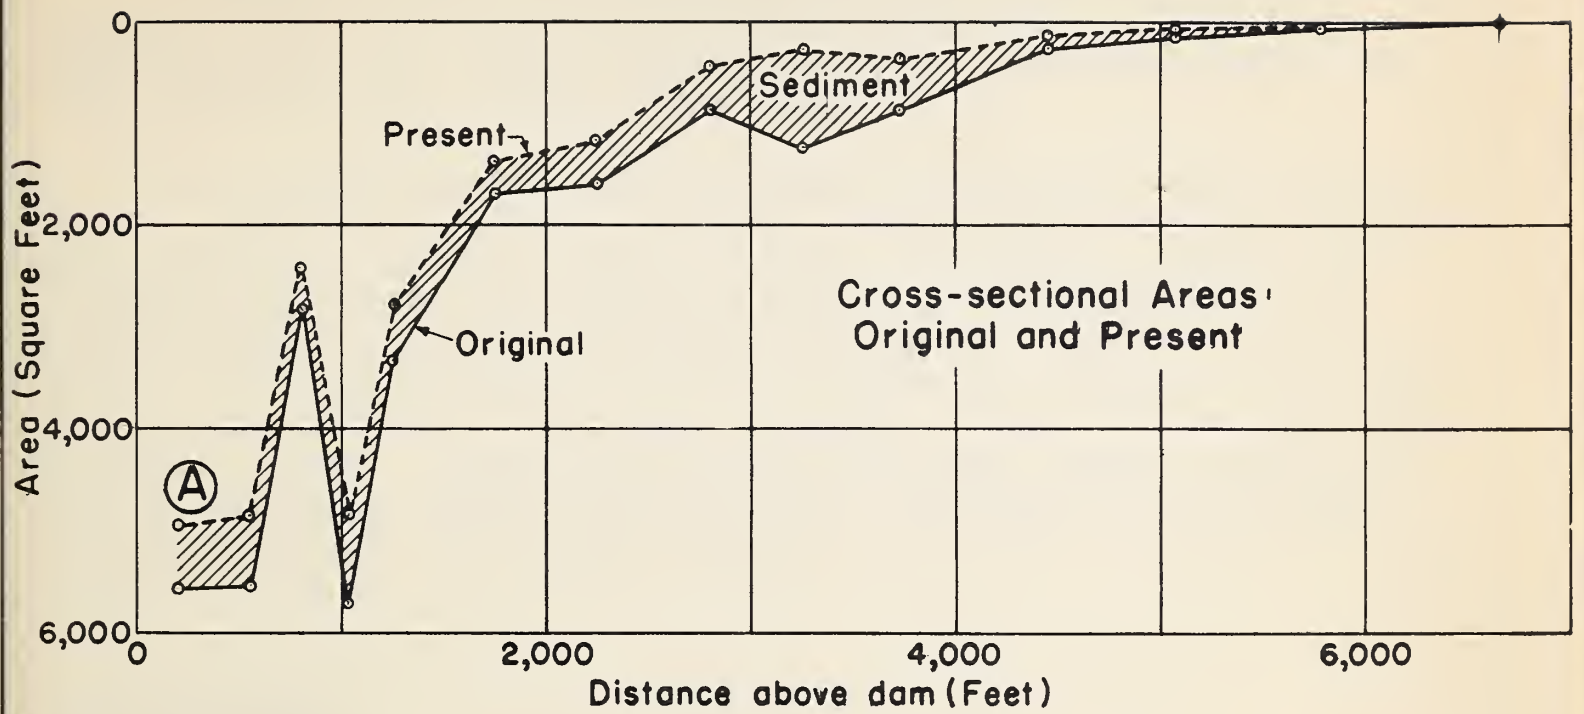 0
Sediment
Present
2,000
Cross-sectional Areas:
Original and Present
Original
4,000
A
6,000
0
2,000
4,000
6,000
Area (Square Feet)
Distance above dam (Feet)